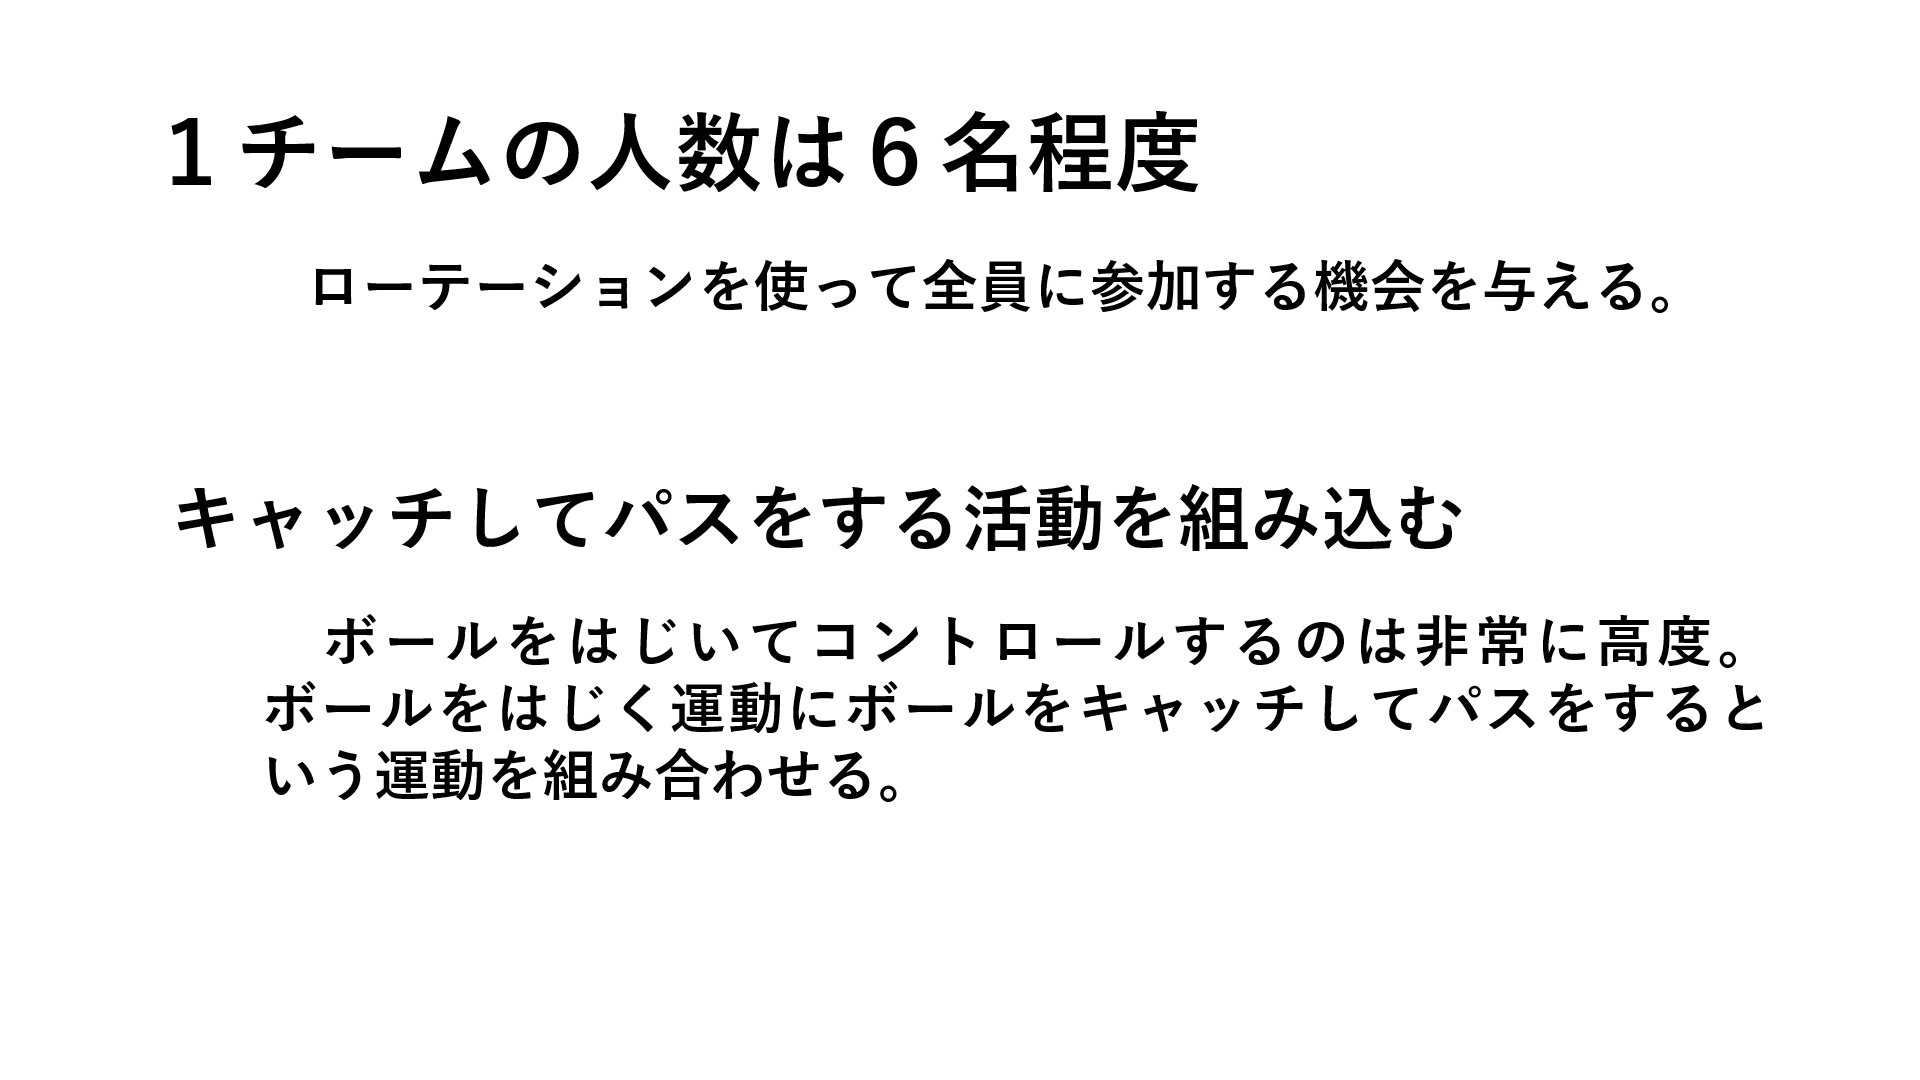 １チームの人数は６名程度
ローテーションを使って全員に参加する機会を与える。
キャッチしてパスをする活動を組み込む
ボールをはじいてコントロールするのは非常に高度。
ボールをはじく運動にボールをキャッチしてパスをすると
いう運動を組み合わせる。